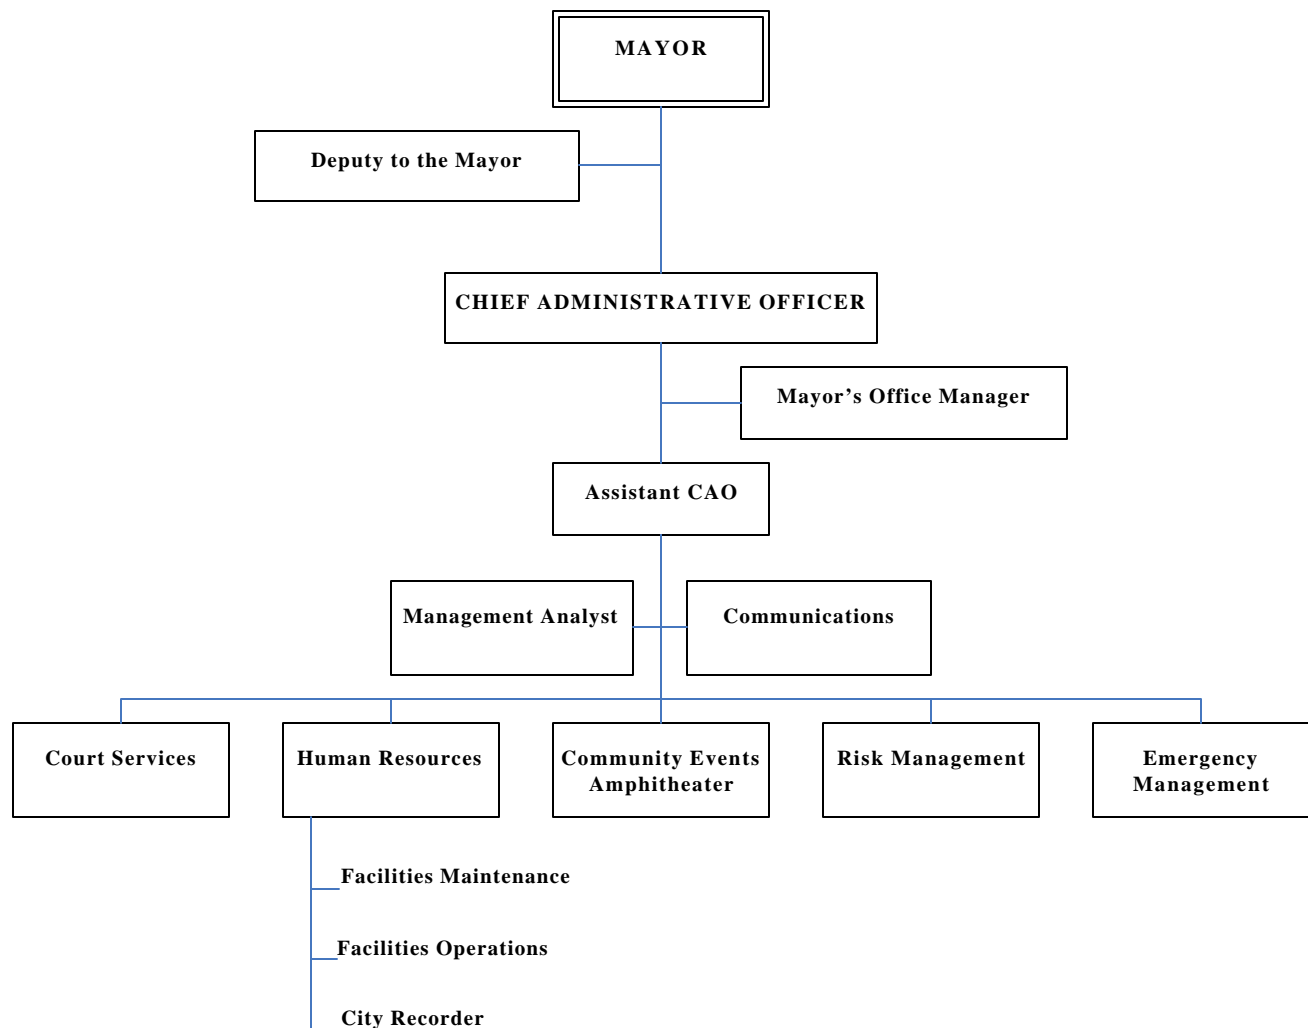 MAYOR
Deputy to the Mayor
CHIEF ADMINISTRATIVE OFFICER
Mayor’s Office Manager
Assistant CAO
Management Analyst
Communications
Court Services
Human Resources
Community Events
Amphitheater
Risk Management
Emergency
Management
Facilities Maintenance
Facilities Operations
City Recorder